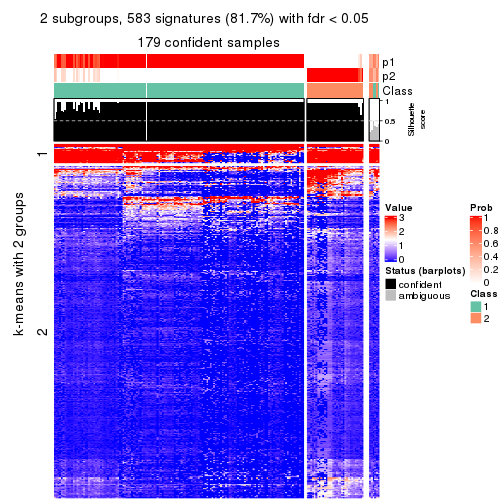 2 subgroups, 583 signatures (81.7%) with fdr < 0.05
179 confident samples
p1
p2
Class
1
0.5
0
Silhouette
score
k-means with 2 groups
1
2
Value
3
2
1
0
Status (barplots)
confident
ambiguous
Prob
1
0.8
0.6
0.4
0.2
0
Class
1
2